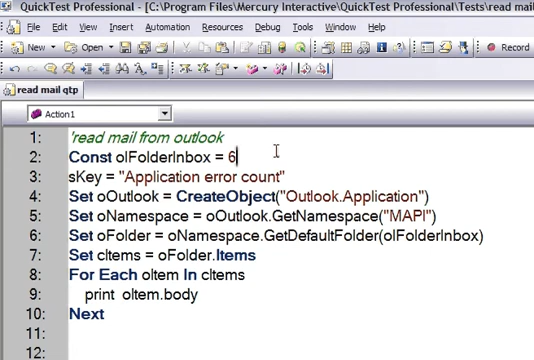 QuickTest Professional - [C:\Program Files\Mercury Interactive\QuickTest Professional\Tests\read mail
File Edit View Insert Automation Resources Debug Tools Window Help
New Open Record
read mail qtp
Action1
1: 'read mail from outlook
2: Const olFolderInbox = 6
3: sKey = "Application error count"
4: Set oOutlook = CreateObject("Outlook.Application")
5: Set oNamespace = oOutlook.GetNamespace("MAPI")
6: Set oFolder = oNamespace.GetDefaultFolder(olFolderInbox)
7: Set cItems = oFolder.Items
8: For Each oItem In cItems
9: print oItem.body
10: Next
11:
12: